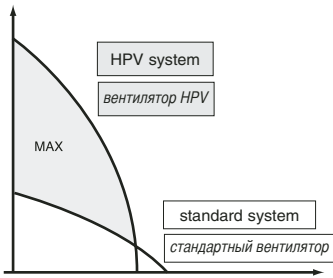 HPV system
вентилятор HPV
MAX
standard system
стандартный вентилятор